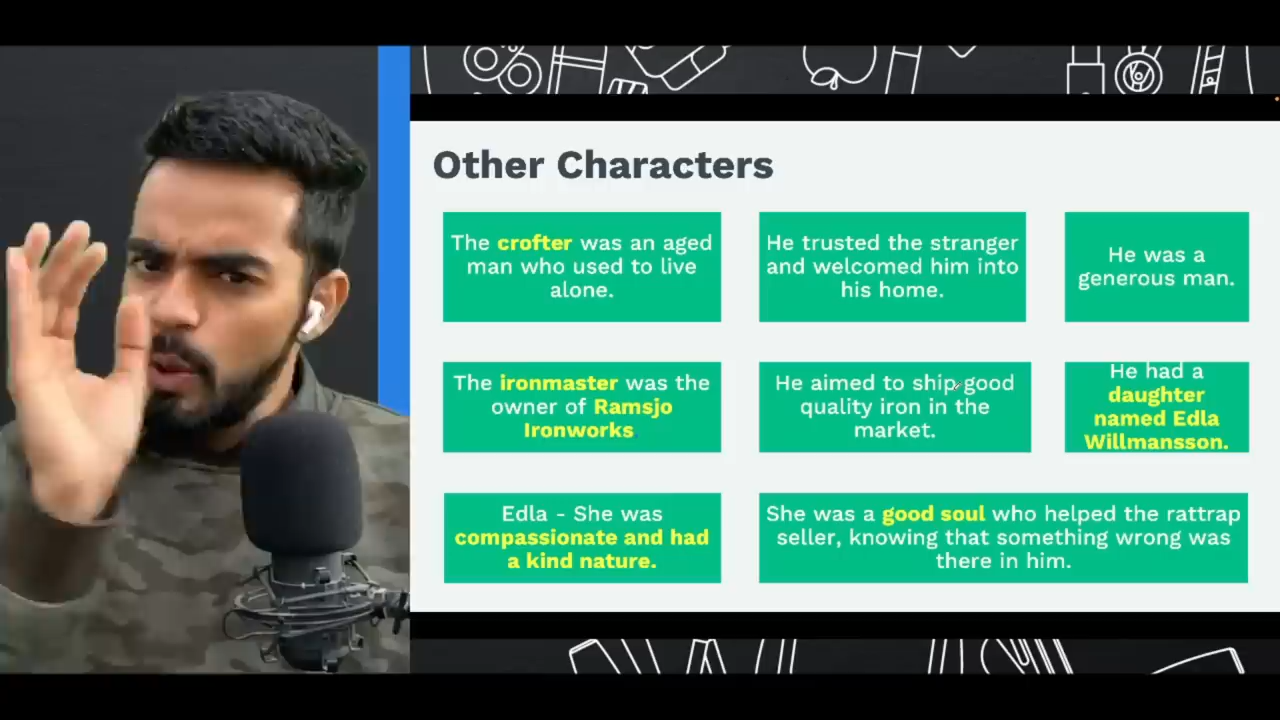 Other Characters
The crofter was an aged
man who used to live
alone.
He trusted the stranger
and welcomed him into
his home.
He was a
generous man.
The ironmaster was the
owner of Ramsjo
Ironworks
He aimed to ship good
quality iron in the
market.
He had a
daughter
named Edla
Willmansson.
Edla - She was
compassionate and had
a kind nature.
She was a good soul who helped the rattrap
seller, knowing that something wrong was
there in him.